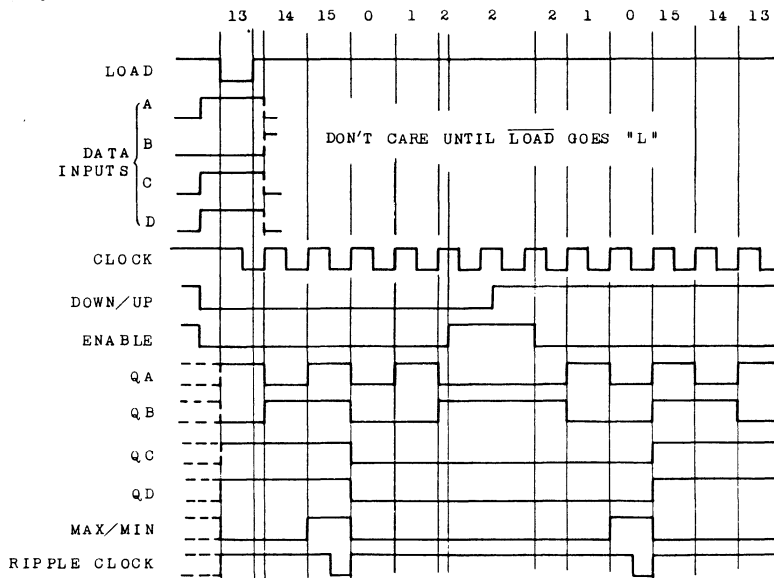 13 14 15 0 1 2 2 2 1 0 15 14 13
LOAD
A
B
DON'T CARE UNTIL LOAD GOES "L"
DATA
INPUTS
C
D
CLOCK
DOWN/UP
ENABLE
QA
QB
QC
QD
MAX/MIN
RIPPLE CLOCK